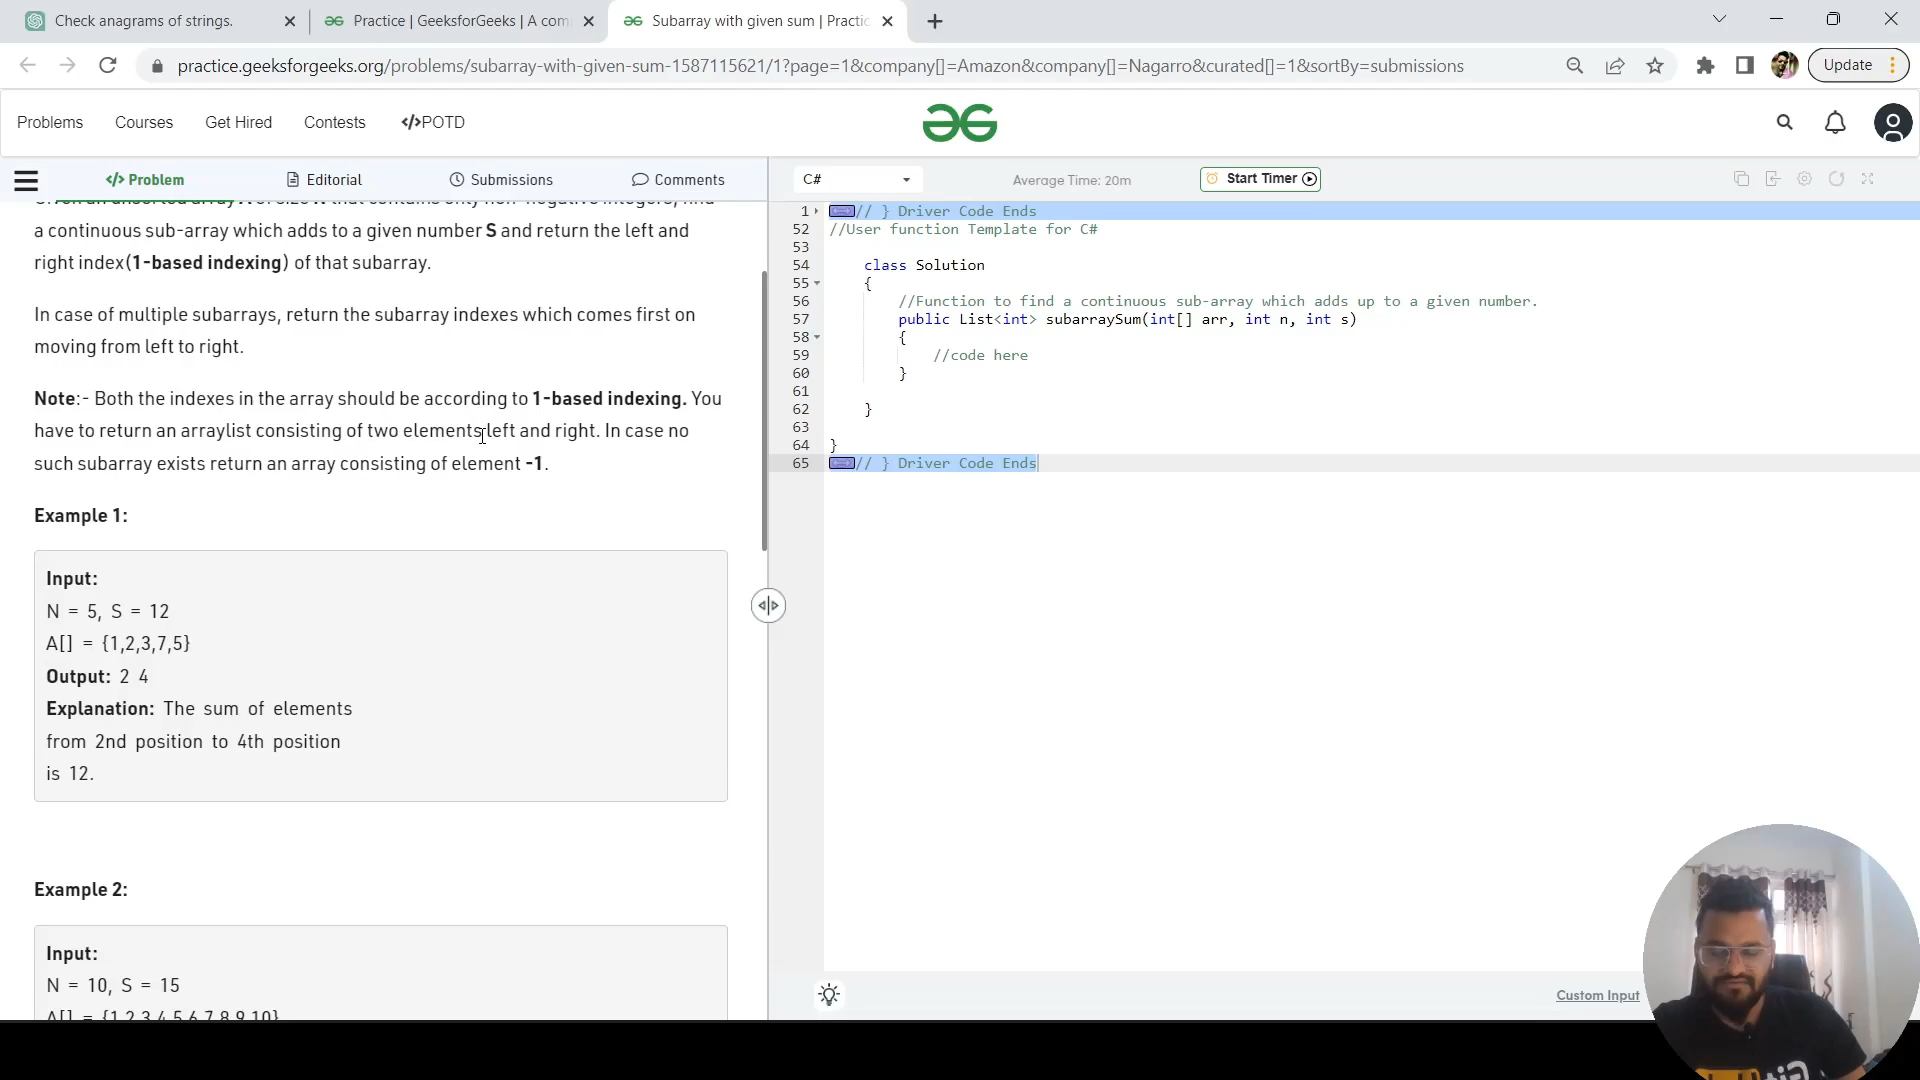 Check anagrams of strings.
Practice | GeeksforGeeks | A com
Subarray with given sum | Practic
practice.geeksforgeeks.org/problems/subarray-with-given-sum-1587115621/1?page=1&company[]=Amazon&company[]=Nagarro&curated[]=1&sortBy=submissions
Update
Problems
Courses
Get Hired
Contests
</>POTD
</> Problem
Editorial
Submissions
Comments
C#
Average Time: 20m
Start Timer
a continuous sub-array which adds to a given number S and return the left and
right index(1-based indexing) of that subarray.
In case of multiple subarrays, return the subarray indexes which comes first on
moving from left to right.
Note:- Both the indexes in the array should be according to 1-based indexing. You
have to return an arraylist consisting of two elements left and right. In case no
such subarray exists return an array consisting of element -1.
Example 1:
Input:
N = 5, S = 12
A[] = {1,2,3,7,5}
Output: 2 4
Explanation: The sum of elements
from 2nd position to 4th position
is 12.
Example 2:
Input:
N = 10, S = 15
A[] = {1,2,3,4,5,6,7,8,9,10}
1 // } Driver Code Ends
52 //User function Template for C#
53
54 class Solution
55 {
56 //Function to find a continuous sub-array which adds up to a given number.
57 public List<int> subarraySum(int[] arr, int n, int s)
58 {
59 //code here
60 }
61
62 }
63
64 }
65 // } Driver Code Ends
Custom Input